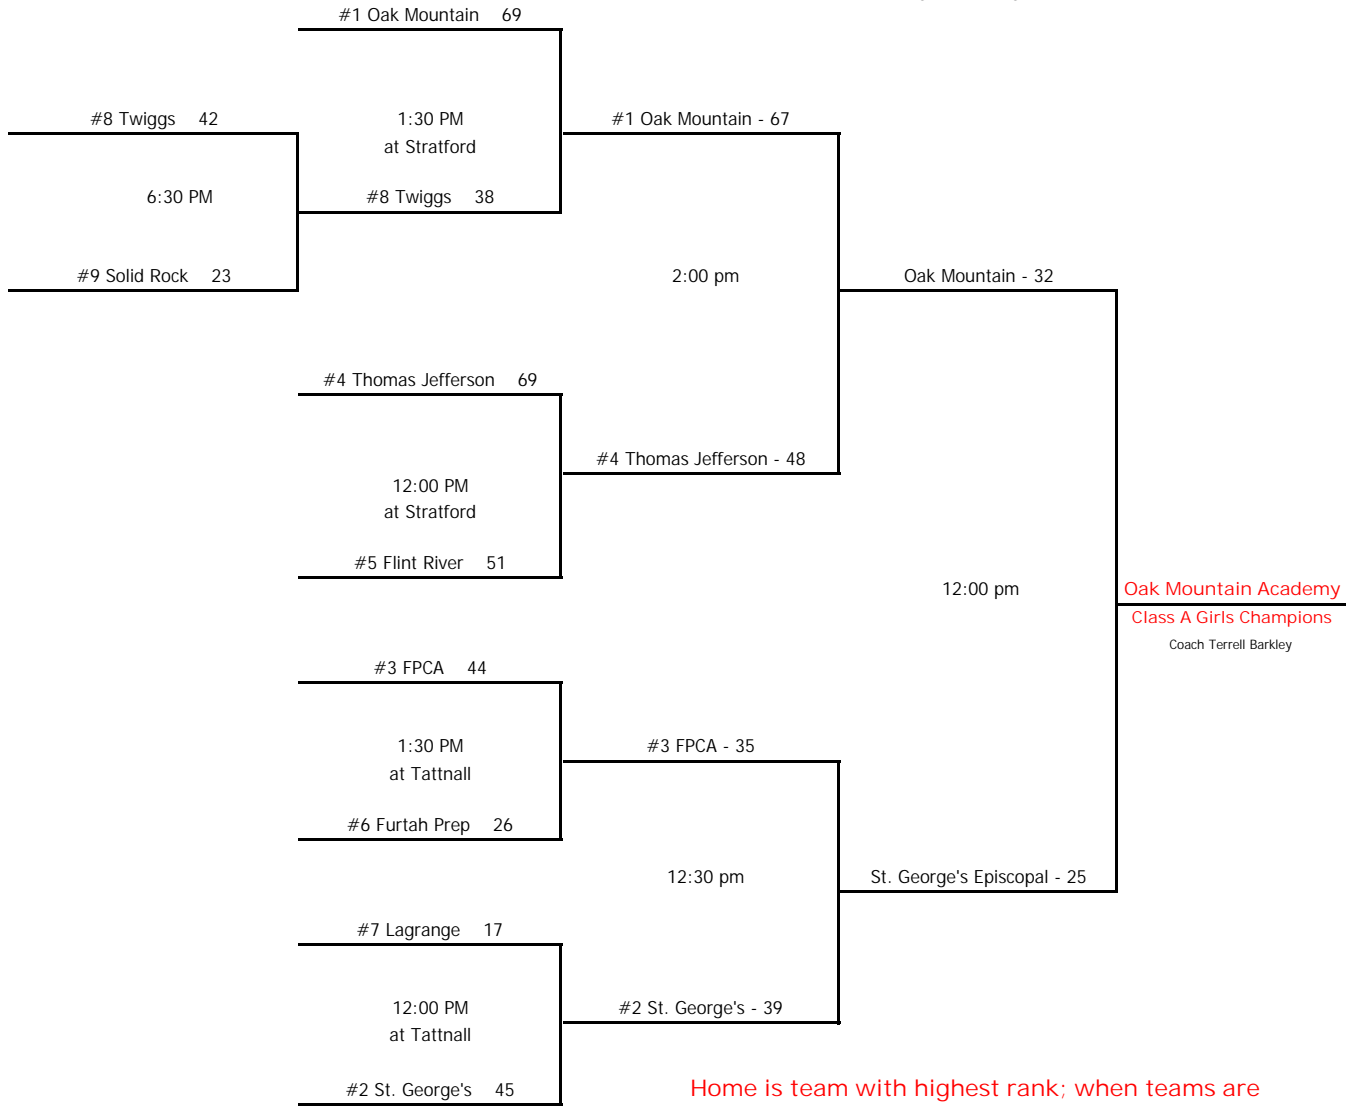 #1 Oak Mountain 69
#8 Twiggs 42
1:30 PM
at Stratford
#1 Oak Mountain - 67
6:30 PM
#8 Twiggs 38
#9 Solid Rock 23
2:00 pm
Oak Mountain - 32
#4 Thomas Jefferson 69
#4 Thomas Jefferson - 48
12:00 PM
at Stratford
#5 Flint River 51
12:00 pm
Oak Mountain Academy
Class A Girls Champions
Coach Terrell Barkley
#3 FPCA 44
1:30 PM
at Tattnall
#3 FPCA - 35
#6 Furtah Prep 26
12:30 pm
St. George's Episcopal - 25
#7 Lagrange 17
12:00 PM
at Tattnall
#2 St. George's - 39
#2 St. George's 45
Home is team with highest rank; when teams are